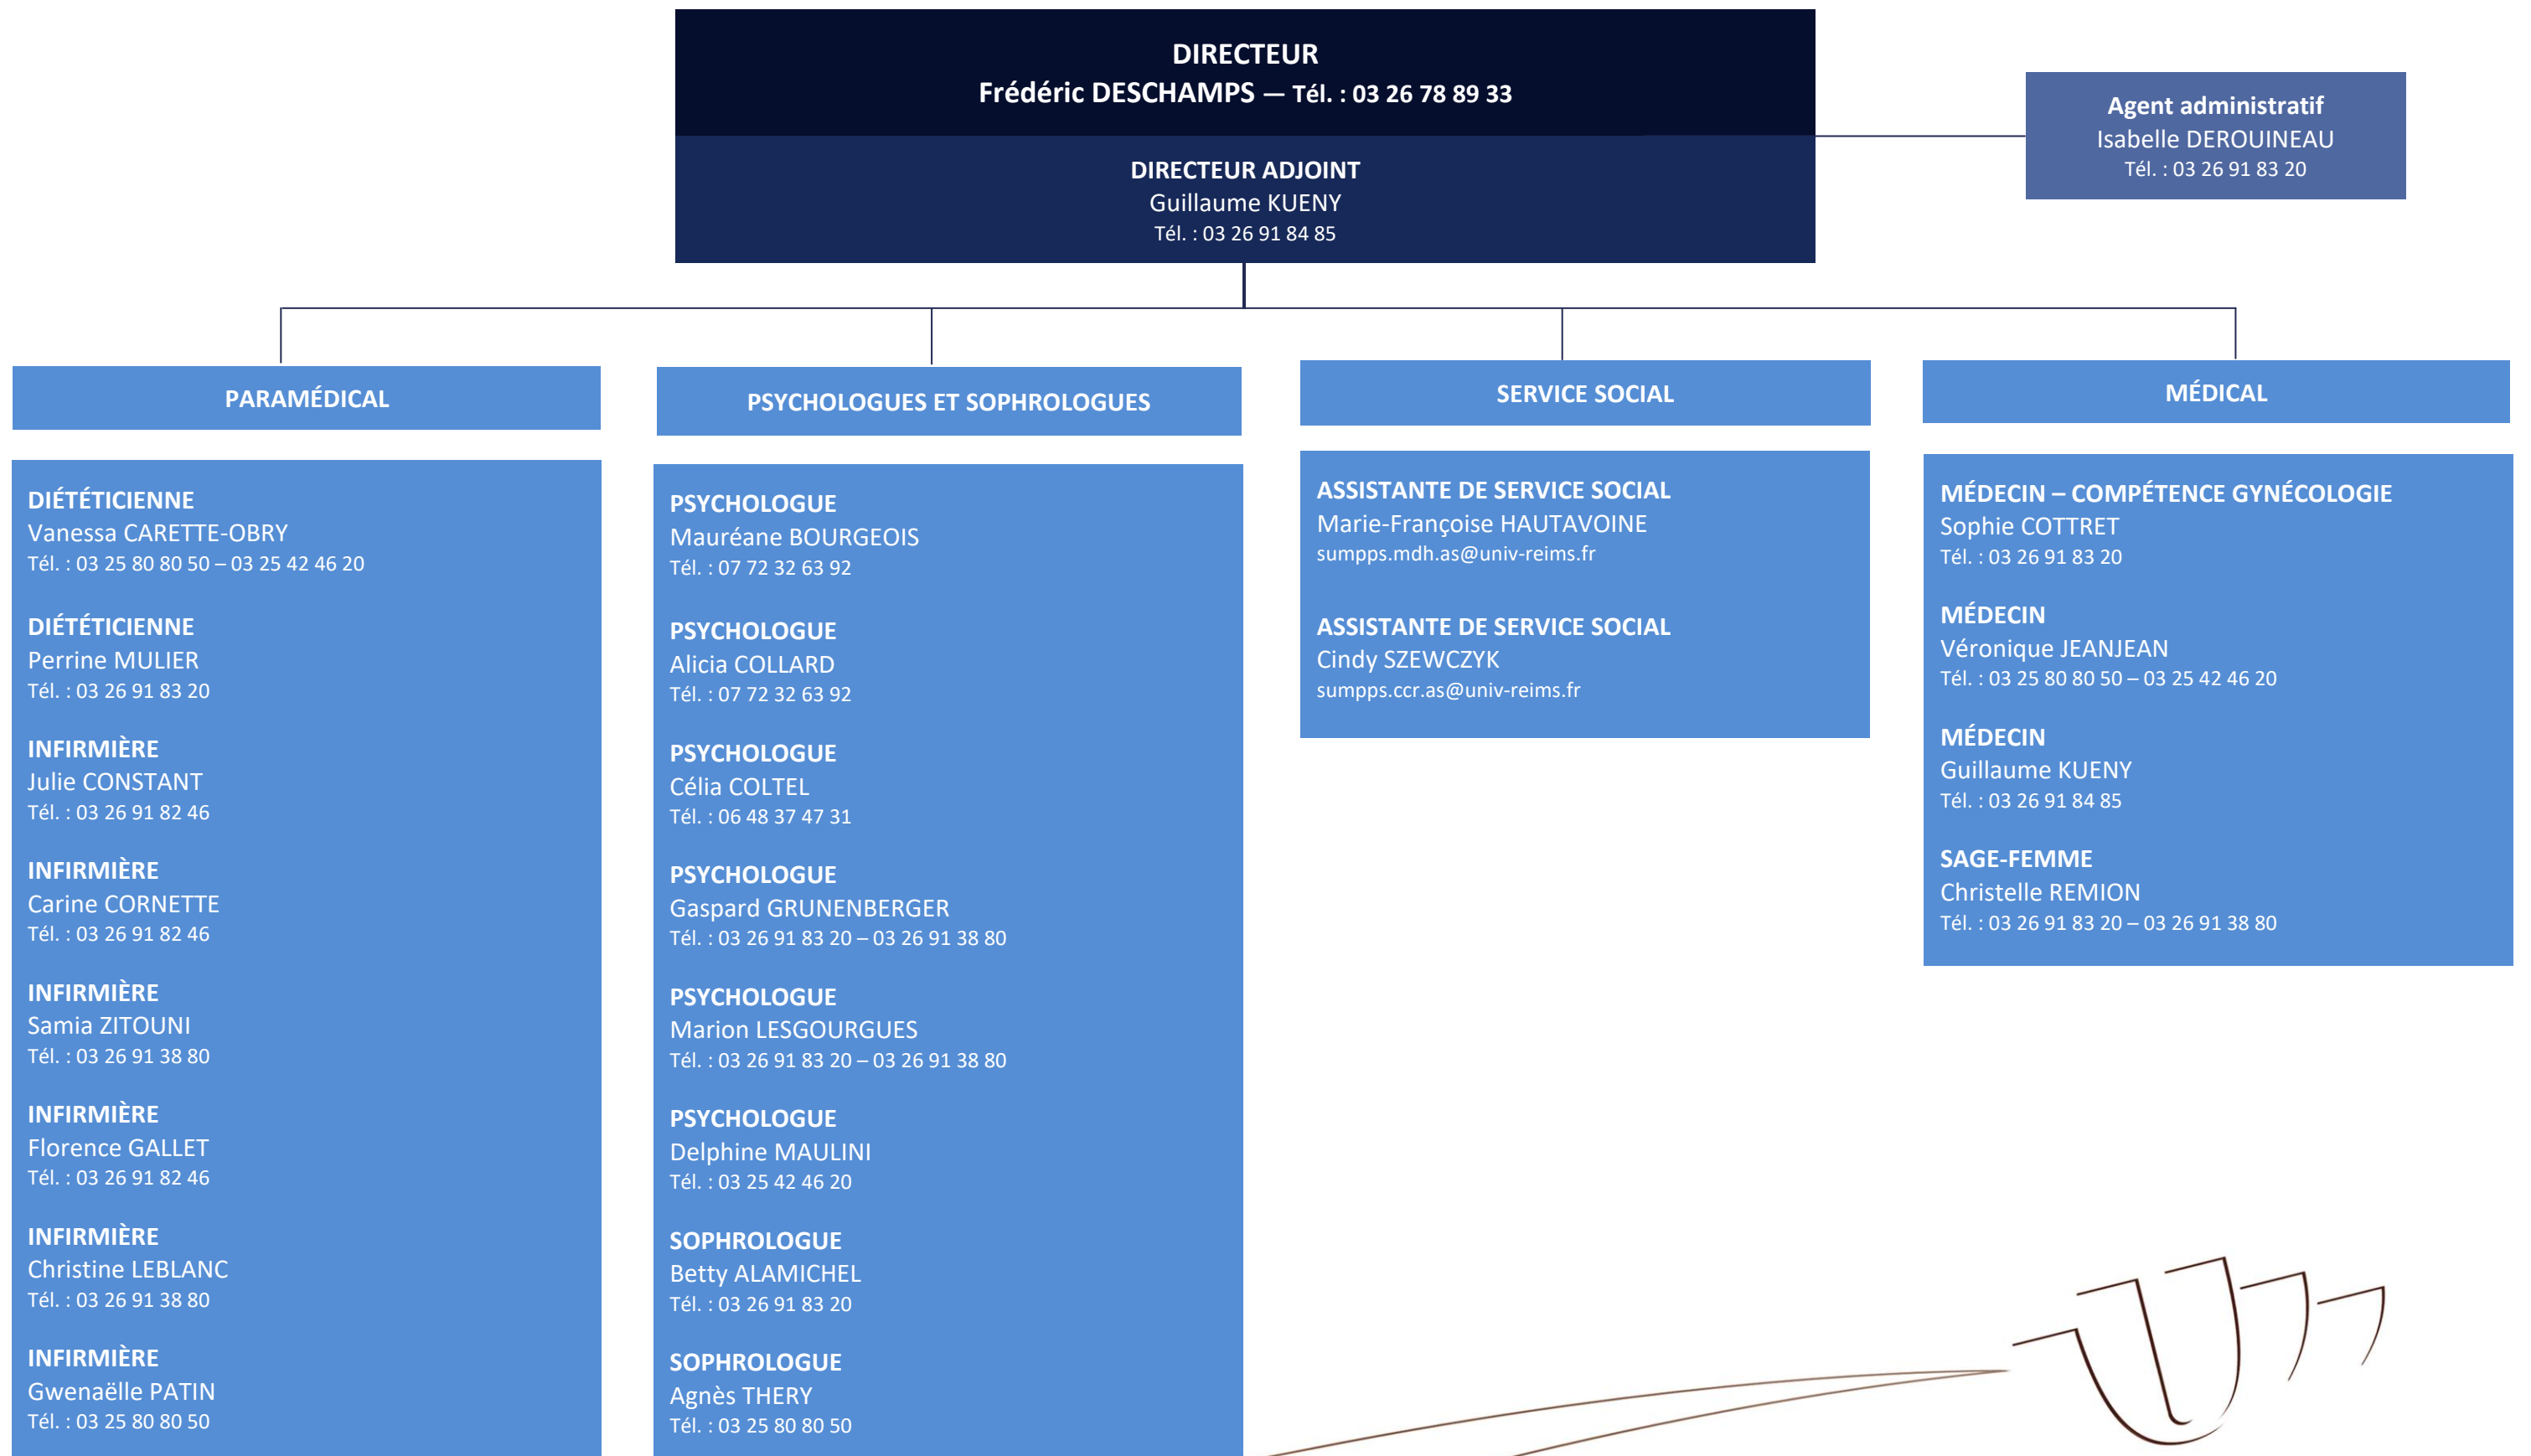 DIRECTEUR
Frédéric DESCHAMPS — Tél. : 03 26 78 89 33
DIRECTEUR ADJOINT
Guillaume KUENY
Tél. : 03 26 91 84 85
Agent administratif
Isabelle DEROUINEAU
Tél. : 03 26 91 83 20
PARAMÉDICAL
DIÉTÉTICIENNE
Vanessa CARETTE-OBRY
Tél. : 03 25 80 80 50 – 03 25 42 46 20
DIÉTÉTICIENNE
Perrine MULIER
Tél. : 03 26 91 83 20
INFIRMIÈRE
Julie CONSTANT
Tél. : 03 26 91 82 46
INFIRMIÈRE
Carine CORNETTE
Tél. : 03 26 91 82 46
INFIRMIÈRE
Samia ZITOUNI
Tél. : 03 26 91 38 80
INFIRMIÈRE
Florence GALLET
Tél. : 03 26 91 82 46
INFIRMIÈRE
Christine LEBLANC
Tél. : 03 26 91 38 80
INFIRMIÈRE
Gwenaëlle PATIN
Tél. : 03 25 80 80 50
PSYCHOLOGUES ET SOPHROLOGUES
PSYCHOLOGUE
Mauréane BOURGEOIS
Tél. : 07 72 32 63 92
PSYCHOLOGUE
Alicia COLLARD
Tél. : 07 72 32 63 92
PSYCHOLOGUE
Célia COLTEL
Tél. : 06 48 37 47 31
PSYCHOLOGUE
Gaspard GRUNENBERGER
Tél. : 03 26 91 83 20 – 03 26 91 38 80
PSYCHOLOGUE
Marion LESGOURGUES
Tél. : 03 26 91 83 20 – 03 26 91 38 80
PSYCHOLOGUE
Delphine MAULINI
Tél. : 03 25 42 46 20
SOPHROLOGUE
Betty ALAMICHEL
Tél. : 03 26 91 83 20
SOPHROLOGUE
Agnès THERY
Tél. : 03 25 80 80 50
SERVICE SOCIAL
ASSISTANTE DE SERVICE SOCIAL
Marie-Françoise HAUTAVOINE
sumpps.mdh.as@univ-reims.fr
ASSISTANTE DE SERVICE SOCIAL
Cindy SZEWCZYK
sumpps.ccr.as@univ-reims.fr
MÉDICAL
MÉDECIN – COMPÉTENCE GYNÉCOLOGIE
Sophie COTTRET
Tél. : 03 26 91 83 20
MÉDECIN
Véronique JEANJEAN
Tél. : 03 25 80 80 50 – 03 25 42 46 20
MÉDECIN
Guillaume KUENY
Tél. : 03 26 91 84 85
SAGE-FEMME
Christelle REMION
Tél. : 03 26 91 83 20 – 03 26 91 38 80